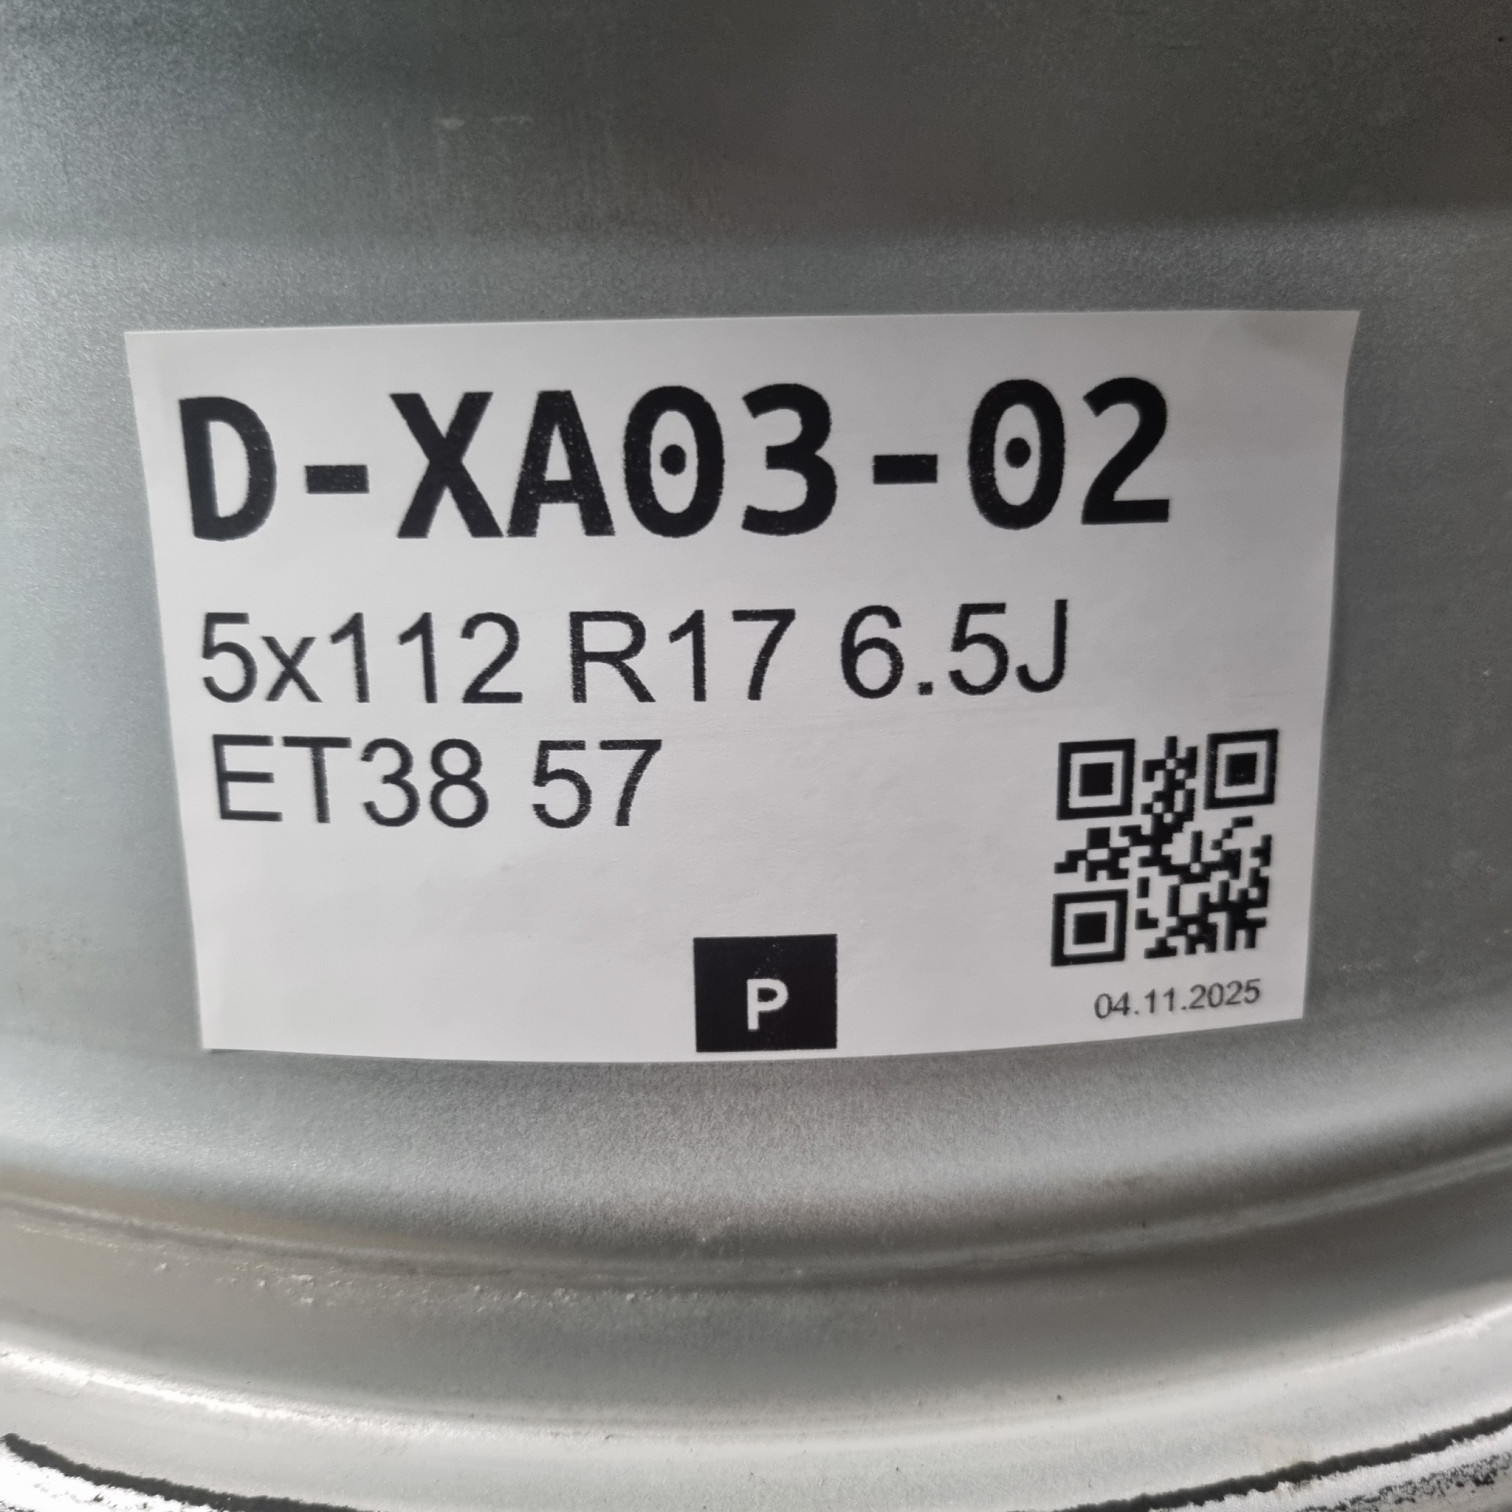 D-XA03-02
5x112 R17 6.5J
ET38 57
P
04.11.2025